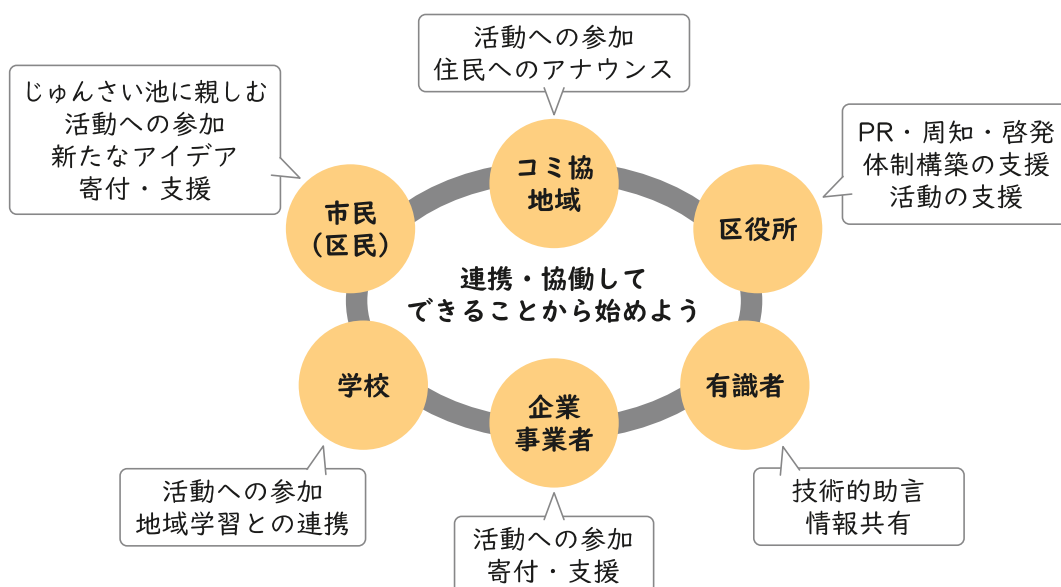 活動への参加
住民へのアナウンス
じゅんさい池に親しむ
活動への参加
新たなアイデア
寄付・支援
PR・周知・啓発
体制構築の支援
活動の支援
コミ協
地域
市民
（区民）
区役所
連携・協働して
できることから始めよう
学校
企業
事業者
有識者
活動への参加
地域学習との連携
活動への参加
寄付・支援
技術的助言
情報共有